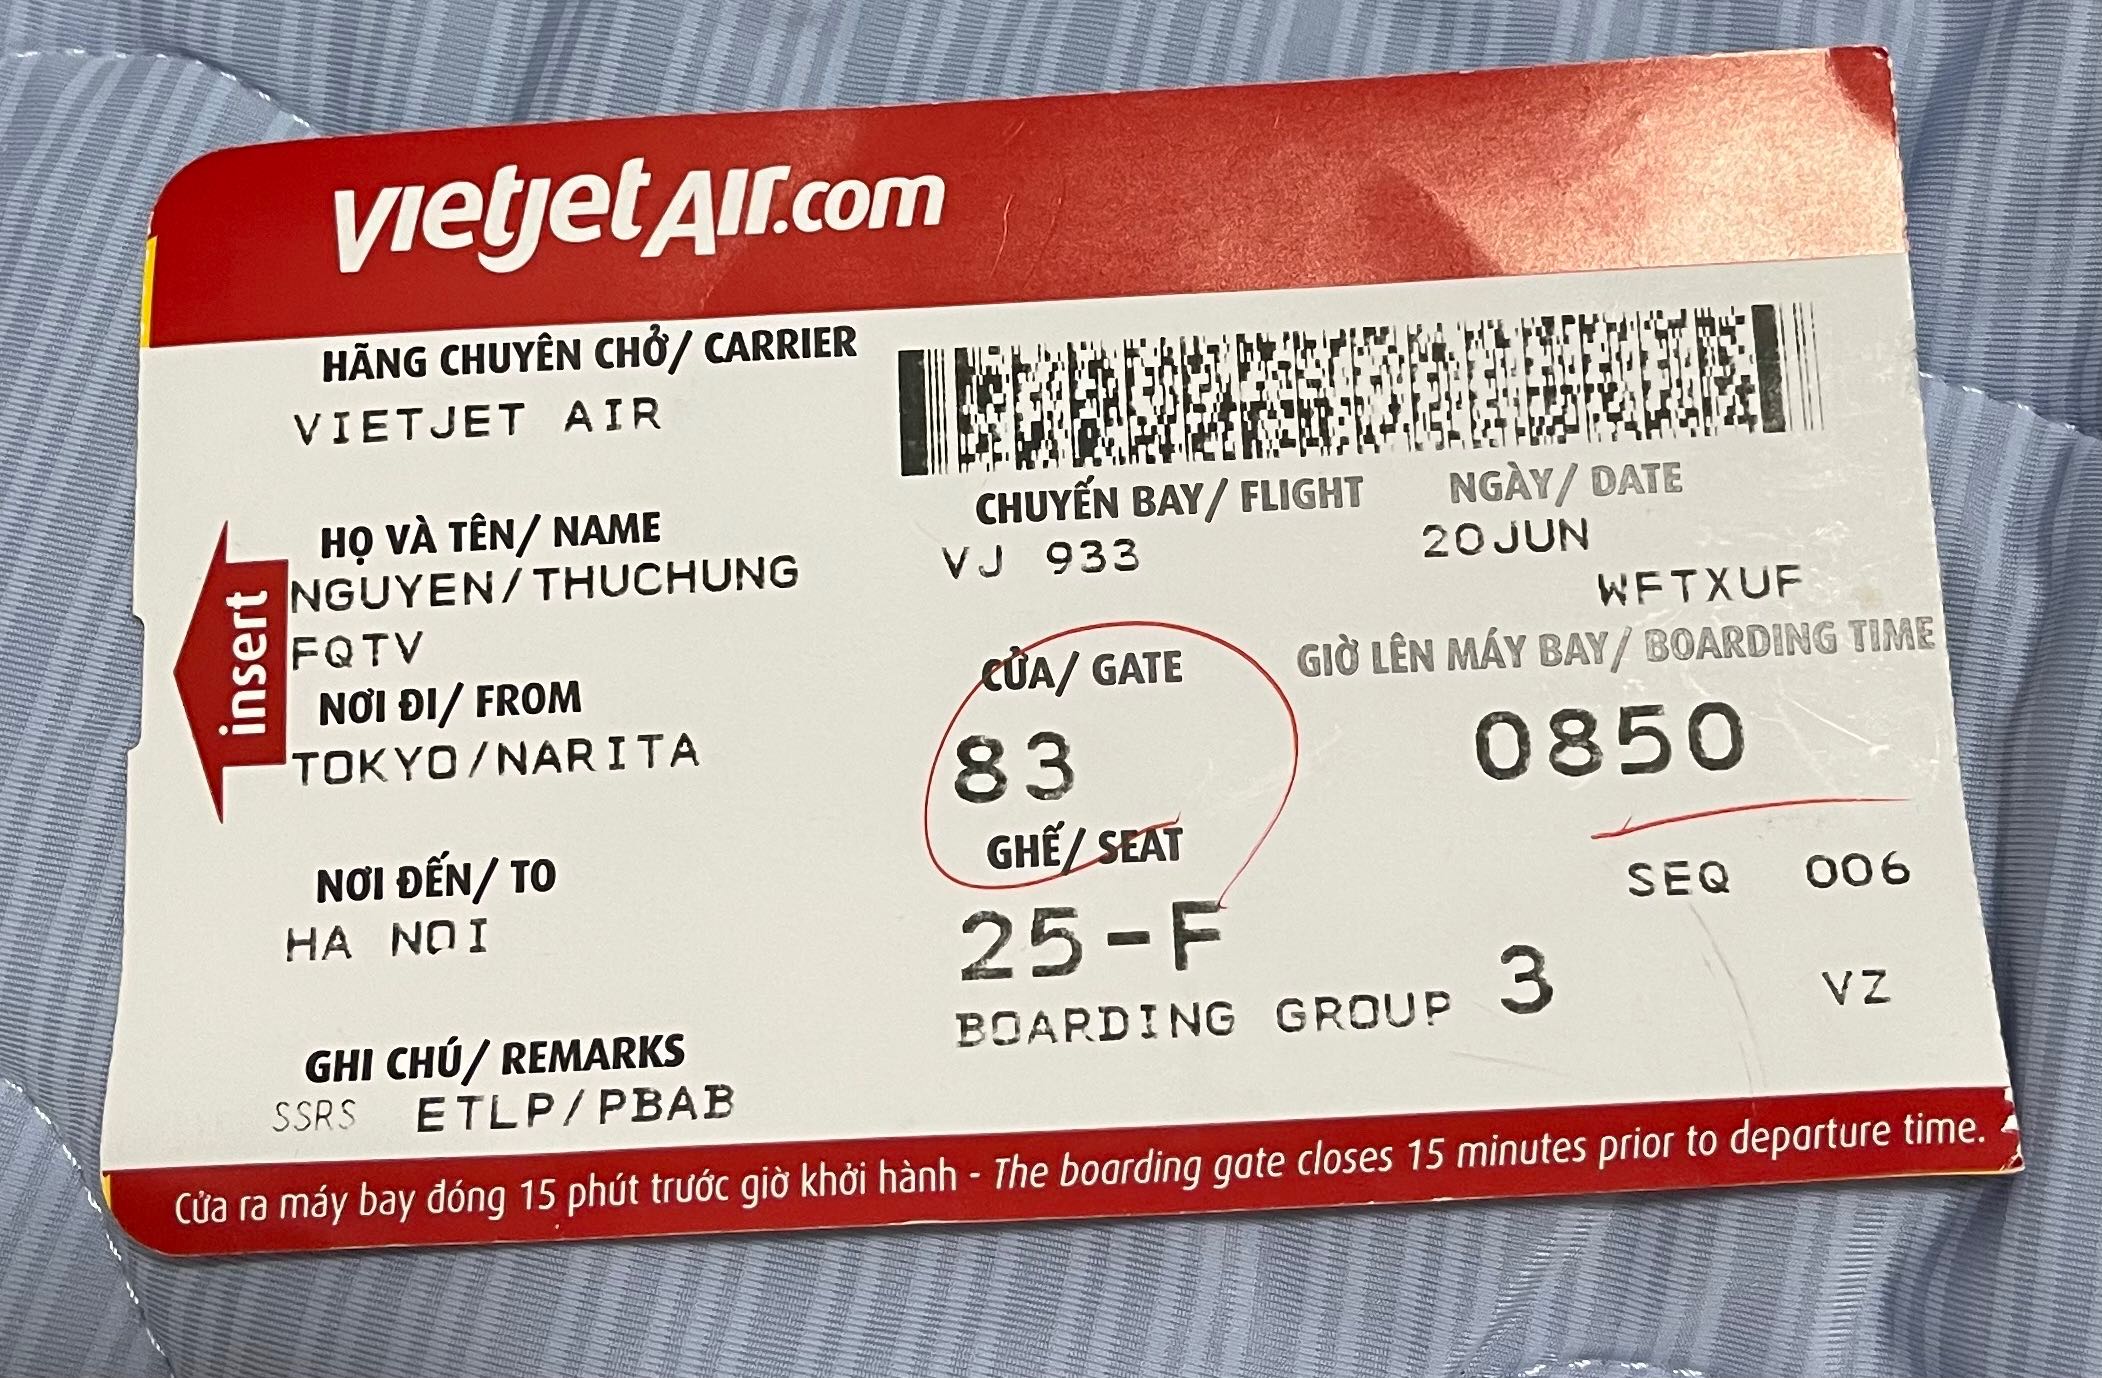 vietjetAir.com
HÃNG CHUYÊN CHỞ/ CARRIER
VIETJET AIR
HỌ VÀ TÊN/ NAME
NGUYEN/THUCHUNG
FQTV
NƠI ĐI/ FROM
TOKYO/NARITA
NƠI ĐẾN/ TO
HA NOI
GHI CHÚ/ REMARKS
SSRS ETLP/PBAB
insert
CHUYẾN BAY/ FLIGHT NGÀY/ DATE
VJ 933 20JUN
WFTXUF
CỬA/ GATE GIỜ LÊN MÁY BAY/ BOARDING TIME
83 0850
GHẾ/ SEAT
SEQ 006
25-F
BOARDING GROUP 3 VZ
Cửa ra máy bay đóng 15 phút trước giờ khởi hành - The boarding gate closes 15 minutes prior to departure time.